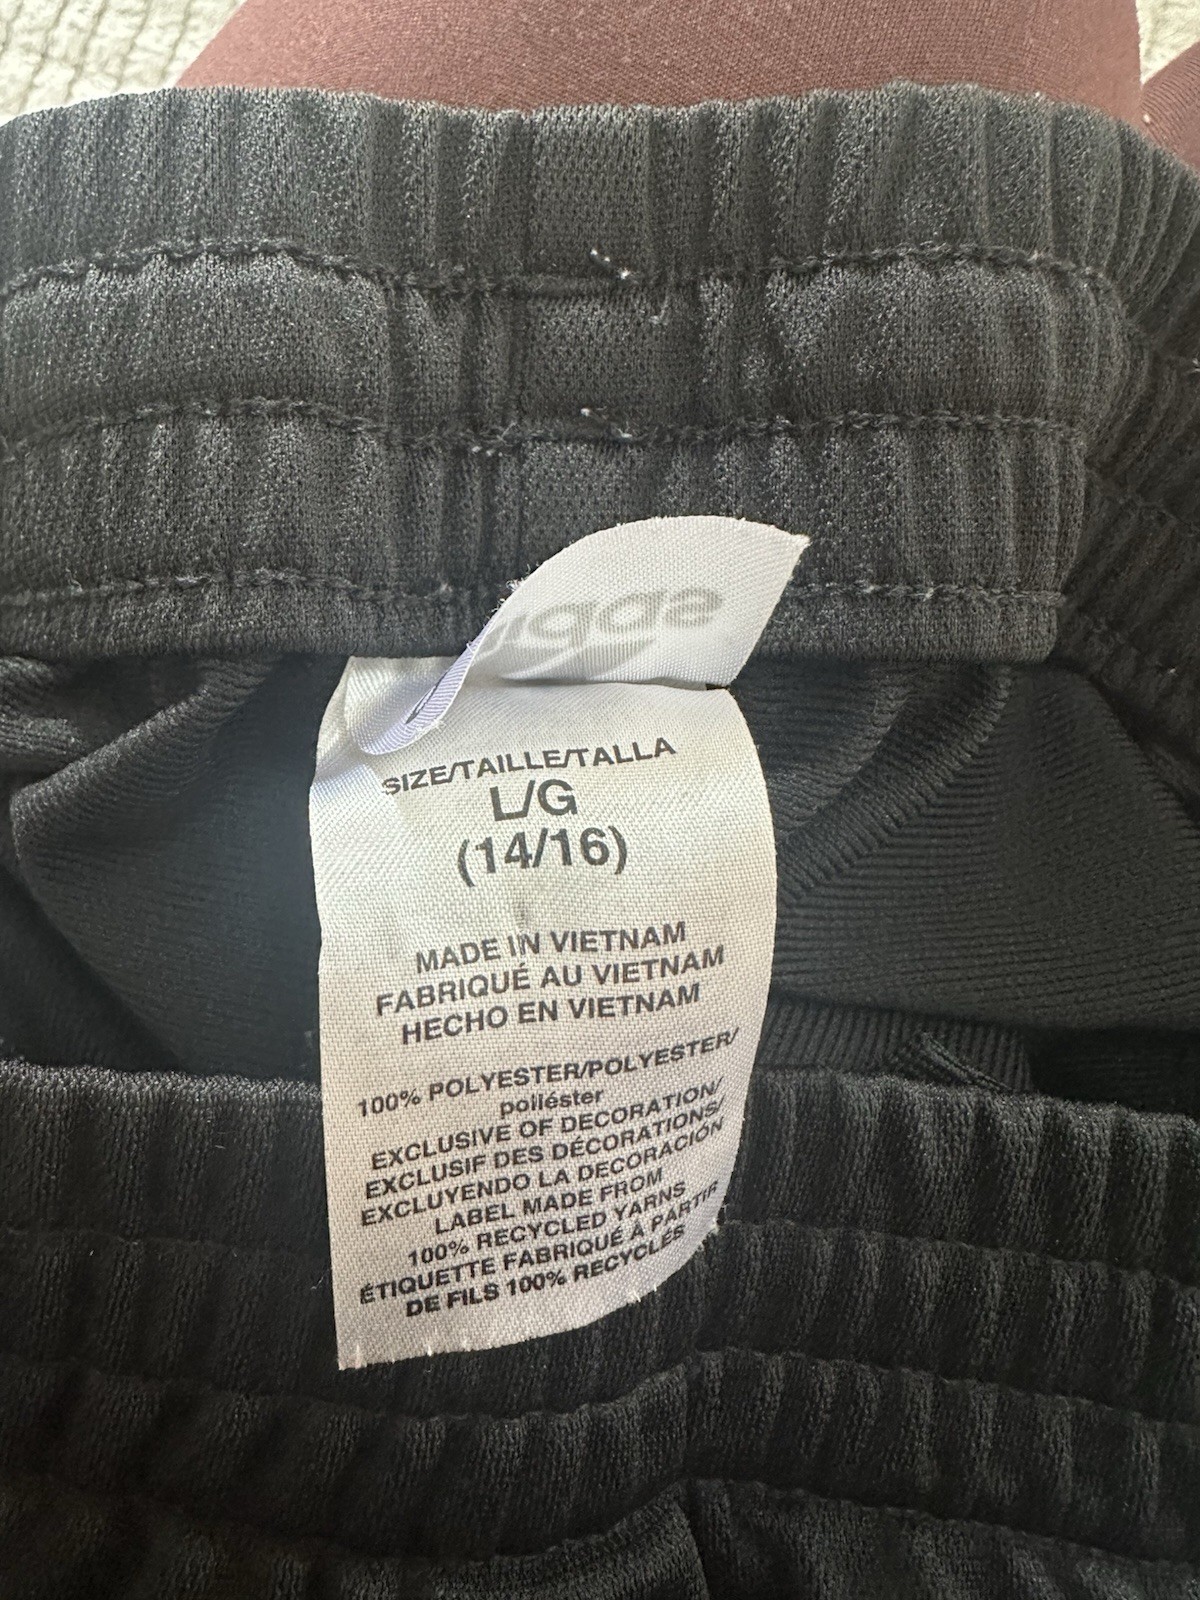 SIZE/TAILLE/TALLA
L/G
(14/16)
MADE IN VIETNAM
FABRIQUÉ AU VIETNAM
HECHO EN VIETNAM
100% POLYESTER/POLYESTER/
poliéster
EXCLUSIVE OF DECORATION/
EXCLUSIF DES DÉCORATIONS/
EXCLUYENDO LA DECORACIÓN
LABEL MADE FROM
100% RECYCLED YARNS
ÉTIQUETTE FABRIQUÉ À PARTIR
DE FILS 100% RECYCLÉS